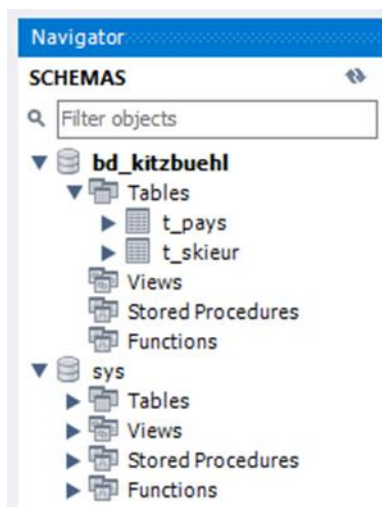 Navigator
SCHEMAS
Filter objects
bd_kitzbuehl
Tables
t_pays
t_skieur
Views
Stored Procedures
Functions
sys
Tables
Views
Stored Procedures
Functions